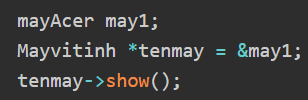 mayAcer may1;
Mayvitinh *tenmay = &may1;
tenmay->show();